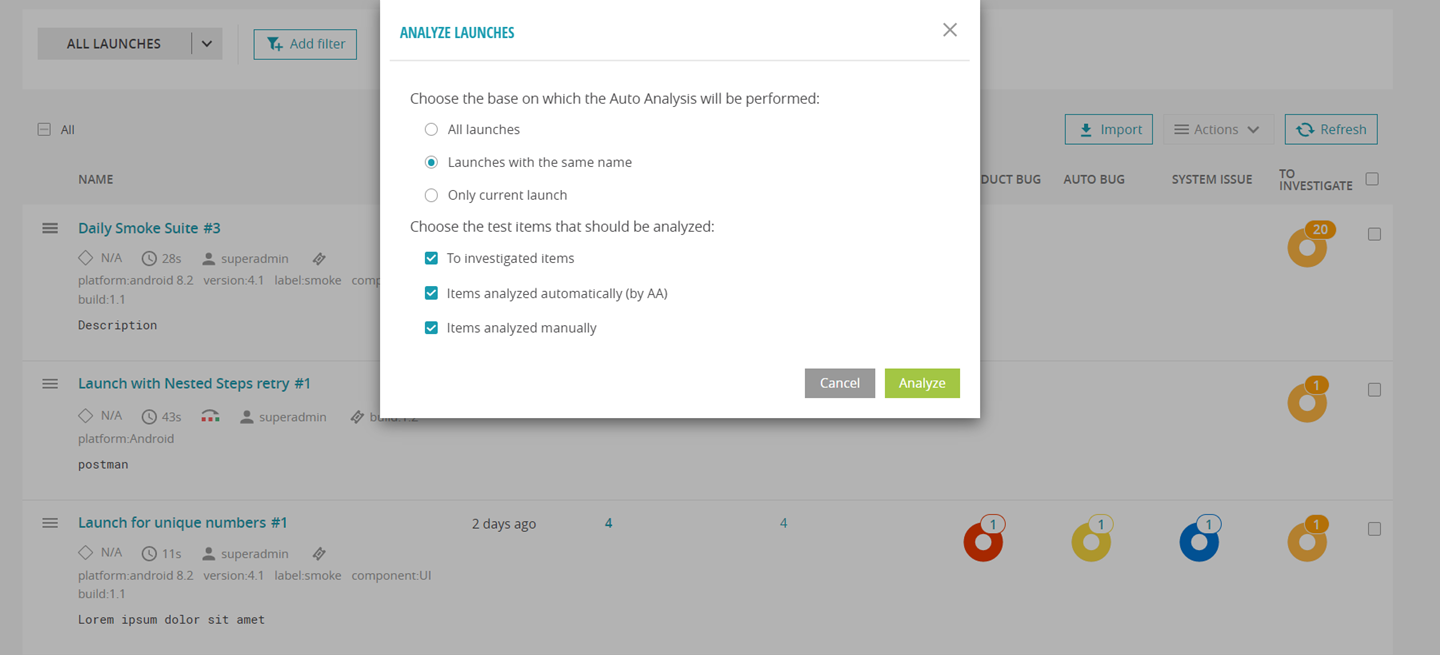 ANALYZE LAUNCHES
ALL LAUNCHES
Add filter
Choose the base on which the Auto Analysis will be performed:
All launches
Launches with the same name
Only current launch
Choose the test items that should be analyzed:
To investigated items
Items analyzed automatically (by AA)
Items analyzed manually
Cancel Analyze
All
Import Actions Refresh
NAME DUCT BUG AUTO BUG SYSTEM ISSUE TO INVESTIGATE
Daily Smoke Suite #3 20
N/A 28s superadmin
platform:android 8.2 version:4.1 label:smoke comp
build:1.1
Description
Launch with Nested Steps retry #1 1
N/A 43s superadmin build:1.2
platform:Android
postman
Launch for unique numbers #1 2 days ago 4 4 1 1 1 1
N/A 11s superadmin
platform:android 8.2 version:4.1 label:smoke component:UI
build:1.1
Lorem ipsum dolor sit amet